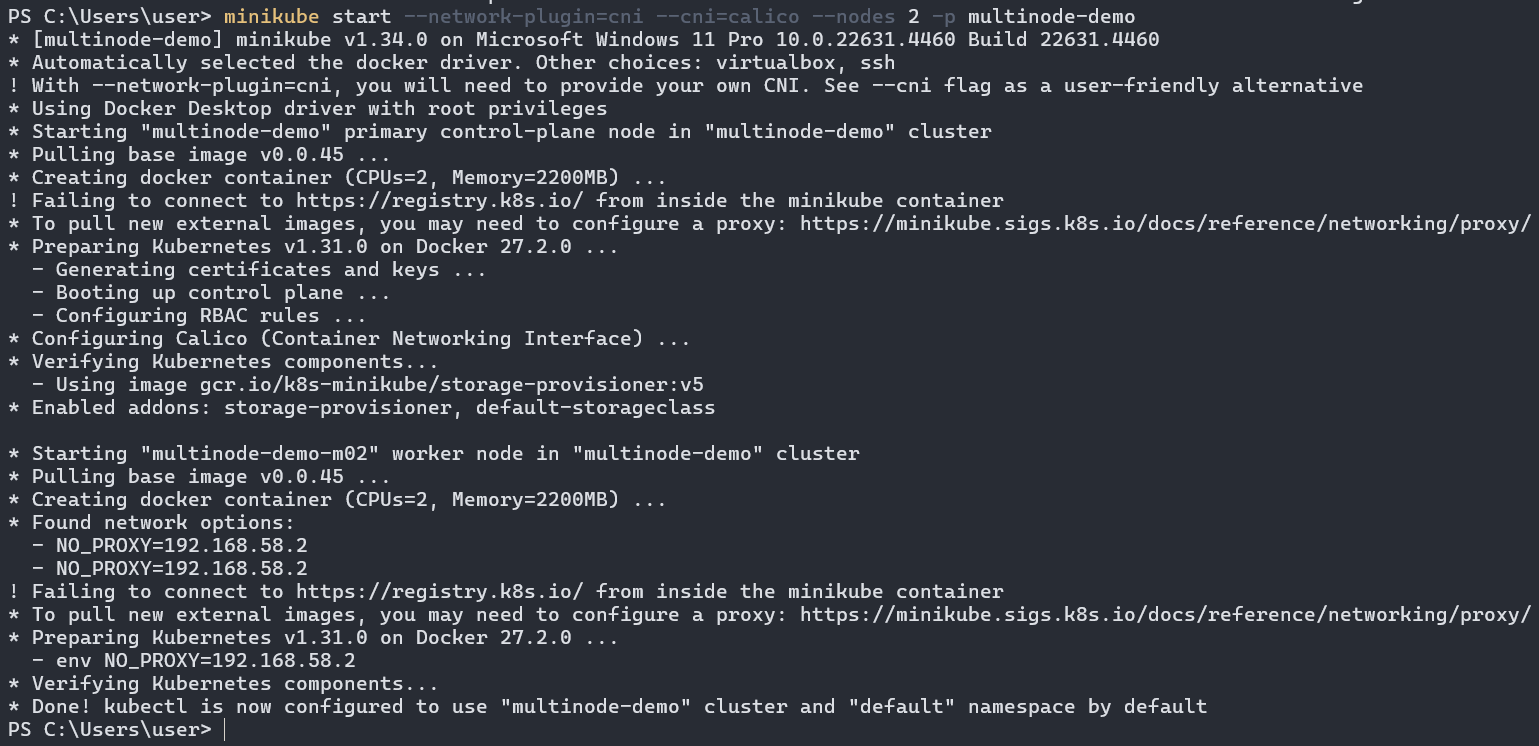 PS C:\Users\user> minikube start --network-plugin=cni --cni=calico --nodes 2 -p multinode-demo
* [multinode-demo] minikube v1.34.0 on Microsoft Windows 11 Pro 10.0.22631.4460 Build 22631.4460
* Automatically selected the docker driver. Other choices: virtualbox, ssh
! With --network-plugin=cni, you will need to provide your own CNI. See --cni flag as a user-friendly alternative
* Using Docker Desktop driver with root privileges
* Starting "multinode-demo" primary control-plane node in "multinode-demo" cluster
* Pulling base image v0.0.45 ...
* Creating docker container (CPUs=2, Memory=2200MB) ...
! Failing to connect to https://registry.k8s.io/ from inside the minikube container
* To pull new external images, you may need to configure a proxy: https://minikube.sigs.k8s.io/docs/reference/networking/proxy/
* Preparing Kubernetes v1.31.0 on Docker 27.2.0 ...
  - Generating certificates and keys ...
  - Booting up control plane ...
  - Configuring RBAC rules ...
* Configuring Calico (Container Networking Interface) ...
* Verifying Kubernetes components...
  - Using image gcr.io/k8s-minikube/storage-provisioner:v5
* Enabled addons: storage-provisioner, default-storageclass

* Starting "multinode-demo-m02" worker node in "multinode-demo" cluster
* Pulling base image v0.0.45 ...
* Creating docker container (CPUs=2, Memory=2200MB) ...
* Found network options:
  - NO_PROXY=192.168.58.2
  - NO_PROXY=192.168.58.2
! Failing to connect to https://registry.k8s.io/ from inside the minikube container
* To pull new external images, you may need to configure a proxy: https://minikube.sigs.k8s.io/docs/reference/networking/proxy/
* Preparing Kubernetes v1.31.0 on Docker 27.2.0 ...
  - env NO_PROXY=192.168.58.2
* Verifying Kubernetes components...
* Done! kubectl is now configured to use "multinode-demo" cluster and "default" namespace by default
PS C:\Users\user>